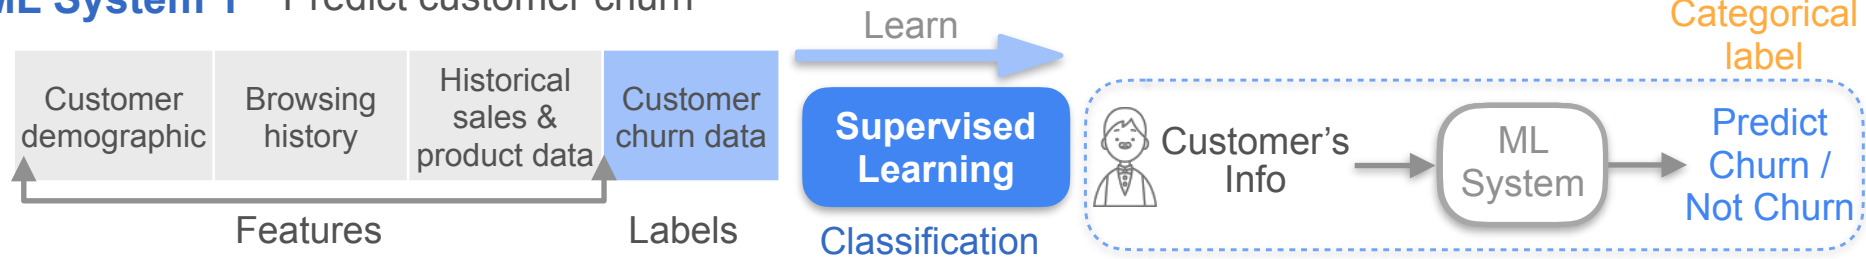 ML System 1 Predict customer churn
Customer
demographic
Browsing
history
Historical
sales &
product data
Customer
churn data
Features
Labels
Learn
Supervised
Learning
Classification
Customer's
Info
ML
System
Categorical
label
Predict
Churn /
Not Churn